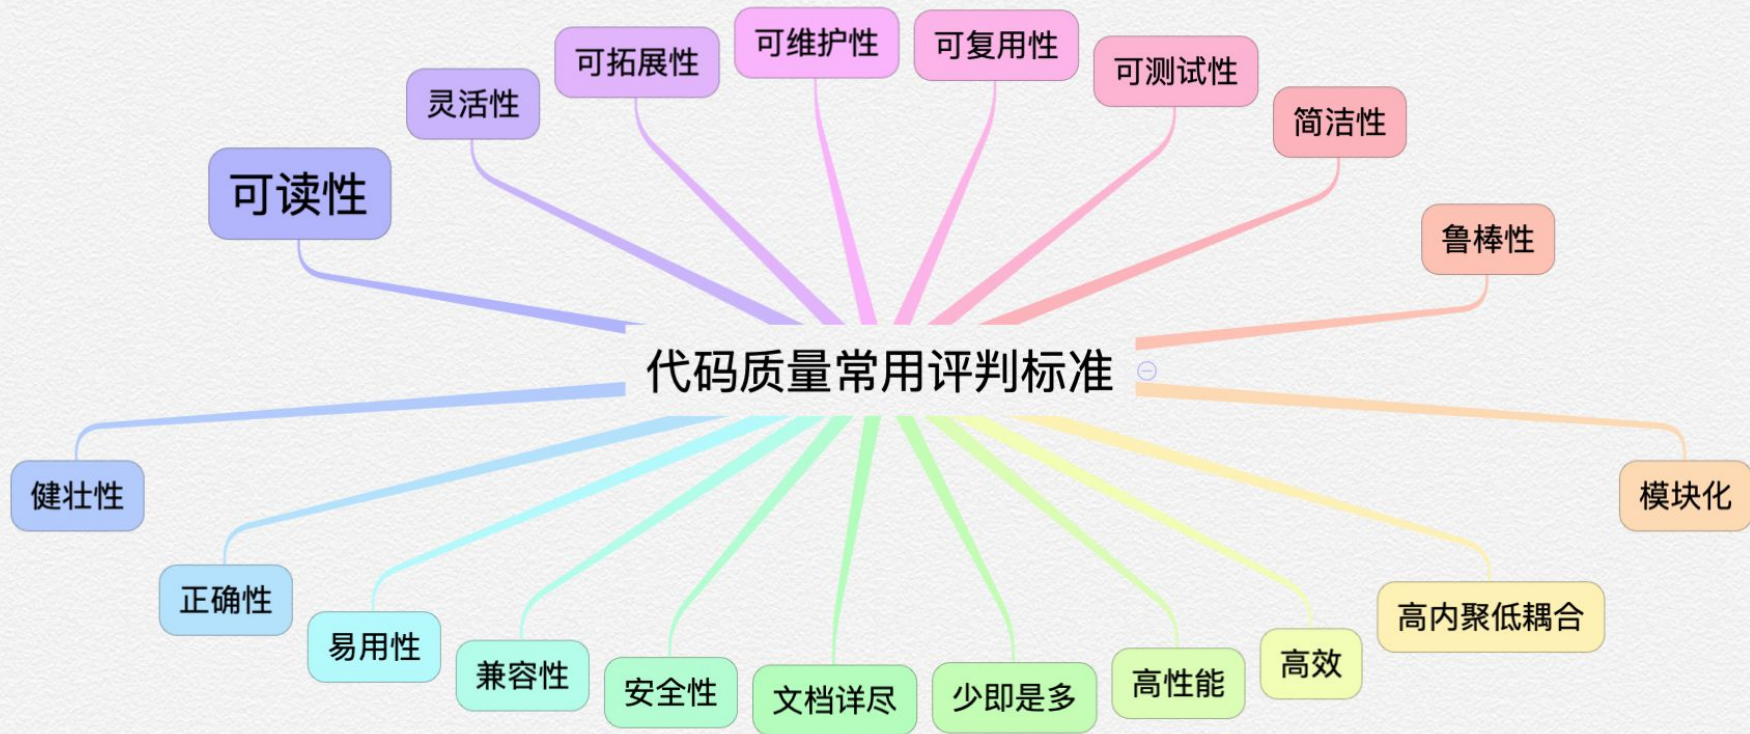 可维护性
可复用性
可拓展性
可测试性
灵活性
简洁性
可读性
鲁棒性
代码质量常用评判标准
健壮性
模块化
正确性
高内聚低耦合
易用性
高效
兼容性
高性能
安全性
少即是多
文档详尽